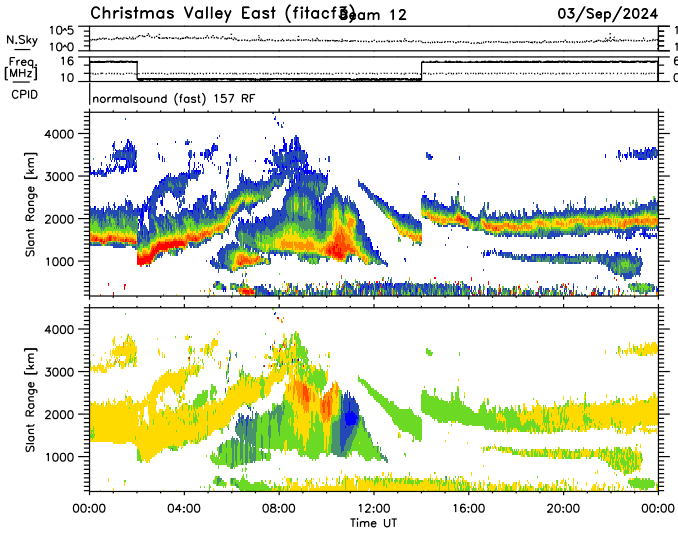 Christmas Valley East (fitacf3) Beam 12 03/Sep/2024
N.Sky 10^5 10^0 1 1
Freq. [MHz] 16 10 6 0
CPID normalsound (fast) 157 RF
Slant Range [km] 4000 3000 2000 1000
Slant Range [km] 4000 3000 2000 1000
00:00 04:00 08:00 12:00 16:00 20:00 00:00
Time UT